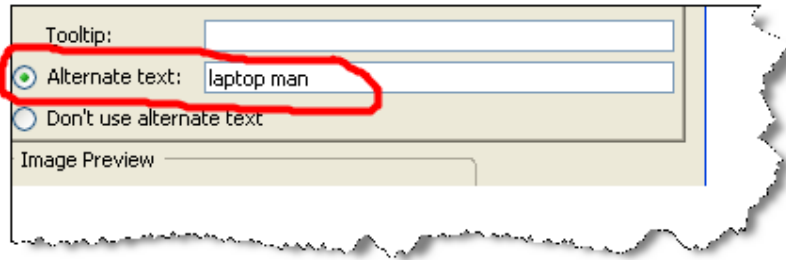 Tooltip:
Alternate text: laptop man
Don't use alternate text
Image Preview